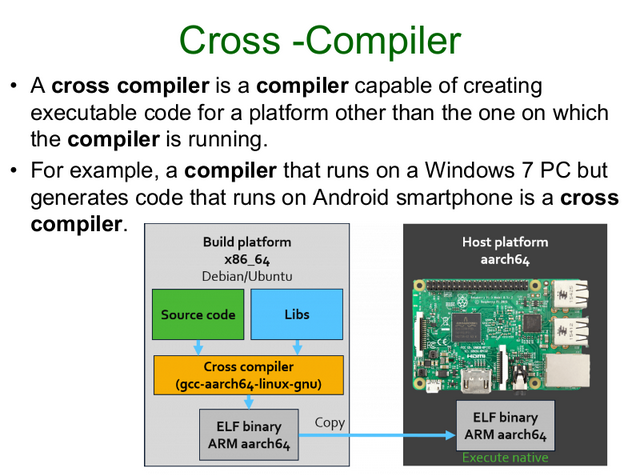 Cross -Compiler
• A cross compiler is a compiler capable of creating
executable code for a platform other than the one on which
the compiler is running.
• For example, a compiler that runs on a Windows 7 PC but
generates code that runs on Android smartphone is a cross
compiler.
Build platform
x86_64
Debian/Ubuntu
Source code
Libs
Cross compiler
(gcc-aarch64-linux-gnu)
ELF binary
ARM aarch64
Copy
Host platform
aarch64
HDMI
ELF binary
ARM aarch64
Execute native